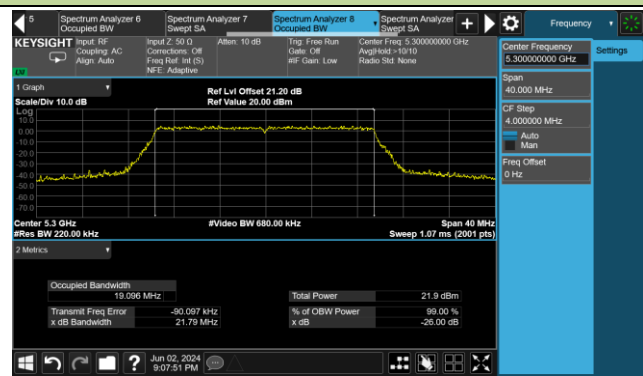 5
Spectrum Analyzer 6
Occupied BW
Spectrum Analyzer 7
Swept SA
Spectrum Analyzer 8
Occupied BW
Spectrum Analyzer 9
Swept SA
Frequency
KEYSIGHT
Input: RF
Coupling: AC
Align: Auto
Input Z: 50 Ω
Corrections: Off
Freq Ref: Int (S)
NFE: Adaptive
Atten: 10 dB
Trig: Free Run
Gate: Off
#IF Gain: Low
Center Freq: 5.300000000 GHz
Avg|Hold:>10/10
Radio Std: None
Center Frequency
5.300000000 GHz
Settings
Span
40.000 MHz
CF Step
4.000000 MHz
Auto
Man
Freq Offset
0 Hz
1 Graph
Scale/Div 10.0 dB
Ref Lvl Offset 21.20 dB
Ref Value 20.00 dBm
Log
10.0
0.00
-10.0
-20.0
-30.0
-40.0
-50.0
-60.0
-70.0
Center 5.3 GHz
#Video BW 680.00 kHz
Span 40 MHz
#Res BW 220.00 kHz
Sweep 1.07 ms (2001 pts)
2 Metrics
Occupied Bandwidth
19.096 MHz
Total Power
21.9 dBm
Transmit Freq Error
-90.097 kHz
% of OBW Power
99.00 %
x dB Bandwidth
21.79 MHz
x dB
-26.00 dB
Jun 02, 2024
9:07:51 PM